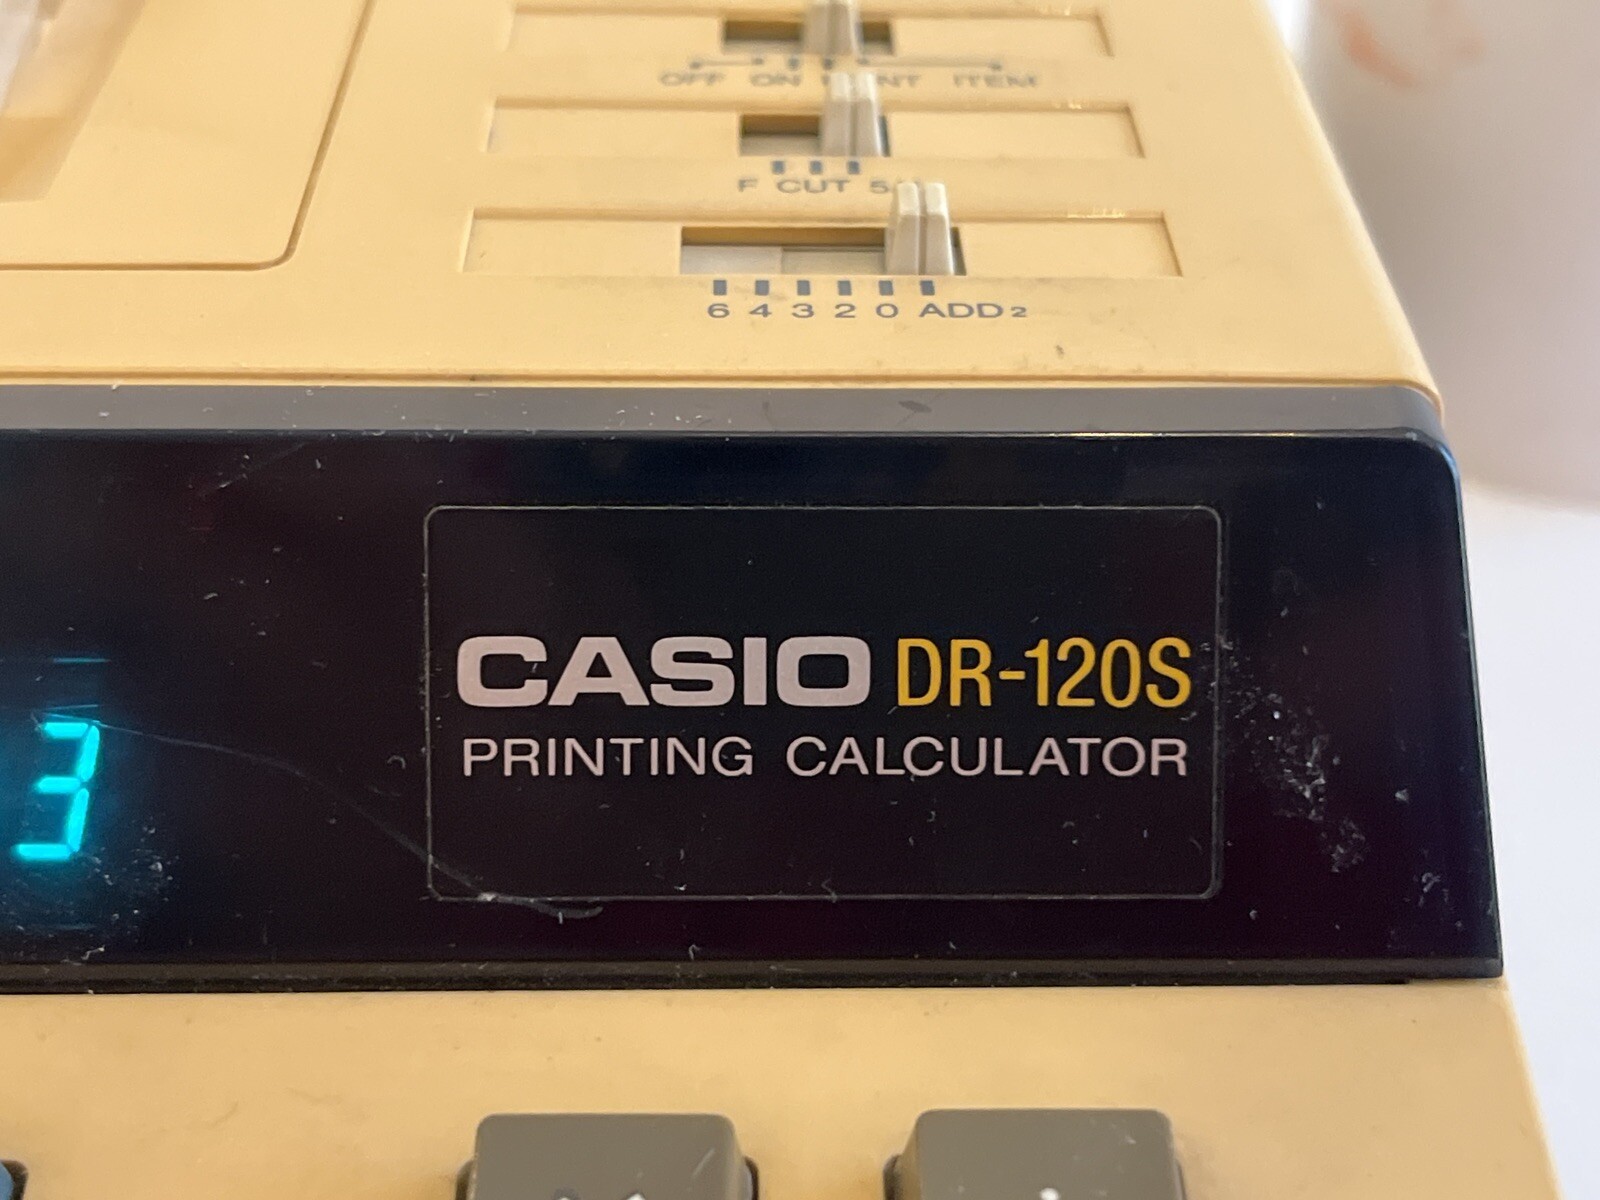 OFF ON ITEM
F CUT
6 4 3 2 0 ADD2
CASIO DR-120S
PRINTING CALCULATOR
3